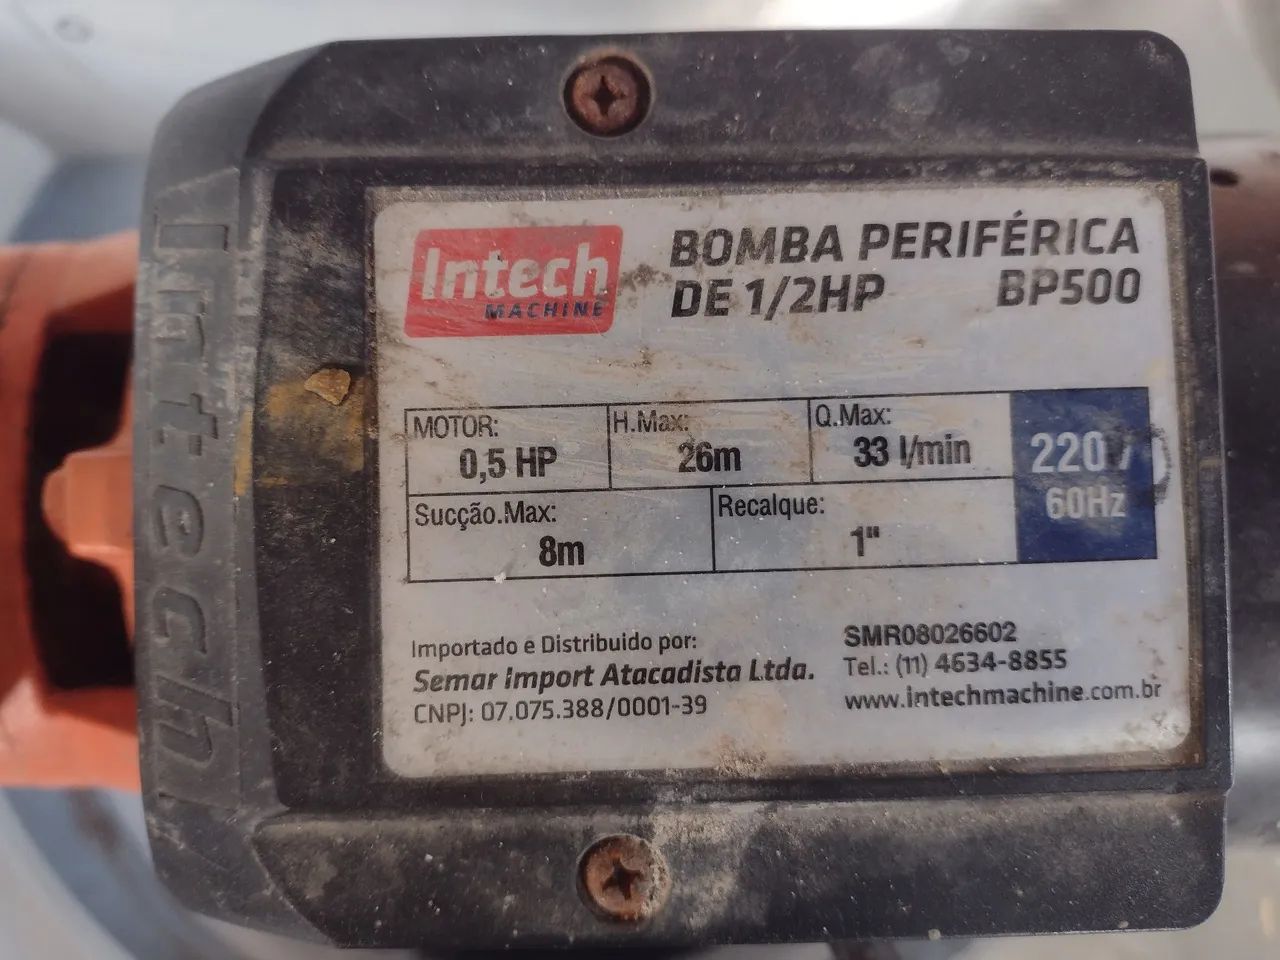 Intech
Intech
MACHINE
BOMBA PERIFÉRICA
DE 1/2HP BP500
MOTOR:
0,5 HP
H.Max:
26m
Q.Max:
33 l/min
220V
60Hz
Sucção.Max:
8m
Recalque:
1"
Importado e Distribuido por:
Semar Import Atacadista Ltda.
CNPJ: 07.075.388/0001-39
SMR08026602
Tel.: (11) 4634-8855
www.intechmachine.com.br